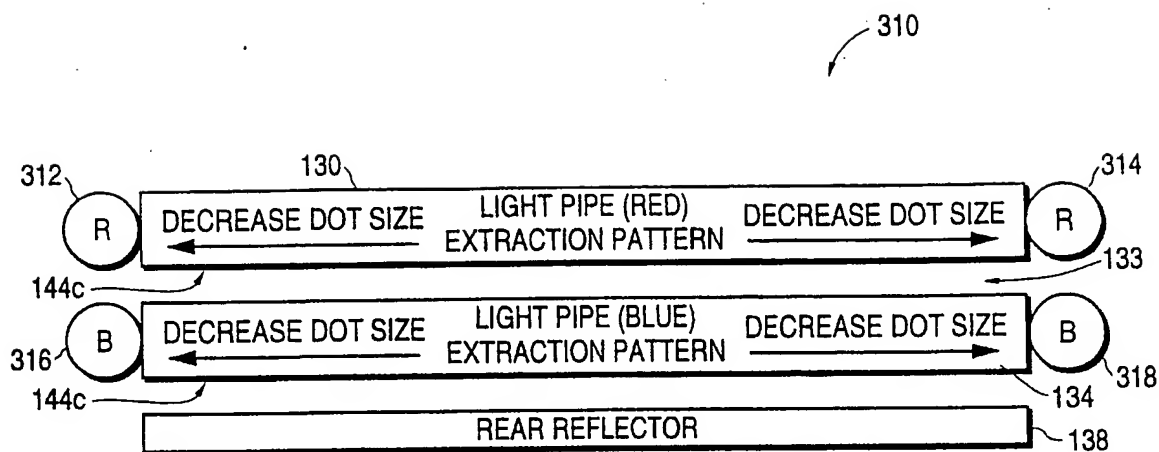 310
312
130
314
R
DECREASE DOT SIZE
LIGHT PIPE (RED)
EXTRACTION PATTERN
DECREASE DOT SIZE
R
144c
133
B
DECREASE DOT SIZE
LIGHT PIPE (BLUE)
EXTRACTION PATTERN
DECREASE DOT SIZE
B
316
318
144c
134
REAR REFLECTOR
138